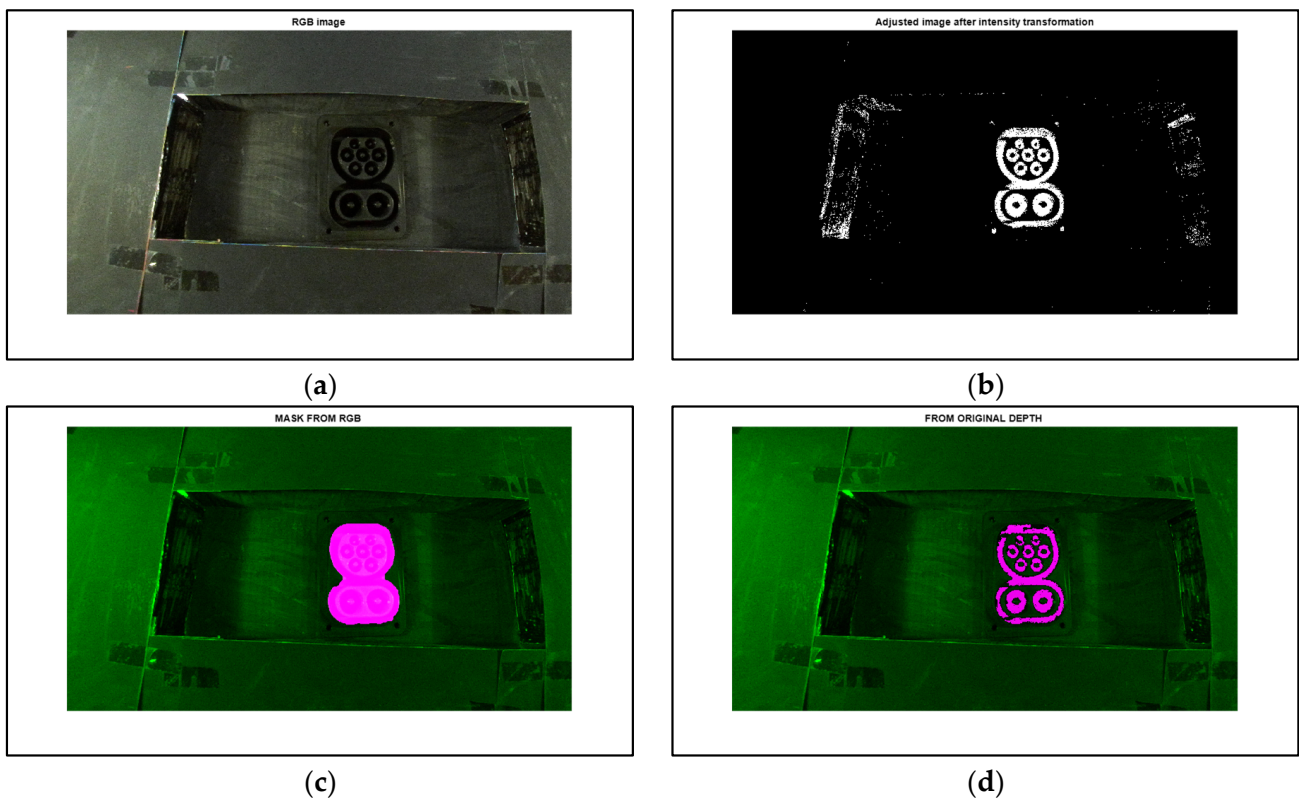 RGB image
Adjusted image after intensity transformation
(a)
(b)
MASK FROM RGB
FROM ORIGINAL DEPTH
(c)
(d)